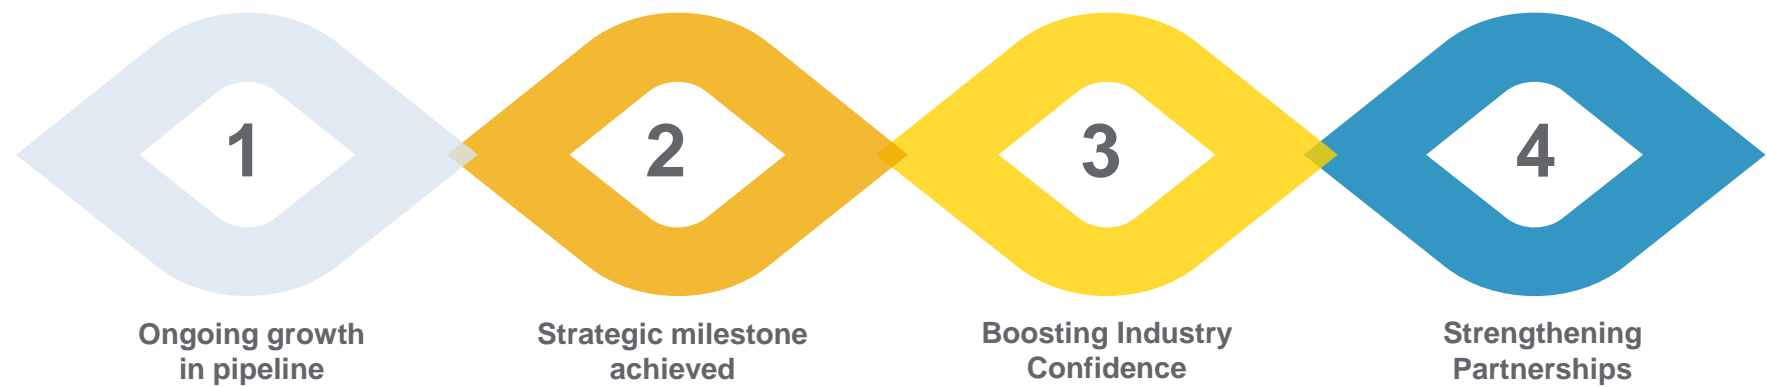 1
2
3
4
Ongoing growth
in pipeline
Strategic milestone
achieved
Boosting Industry
Confidence
Strengthening
Partnerships